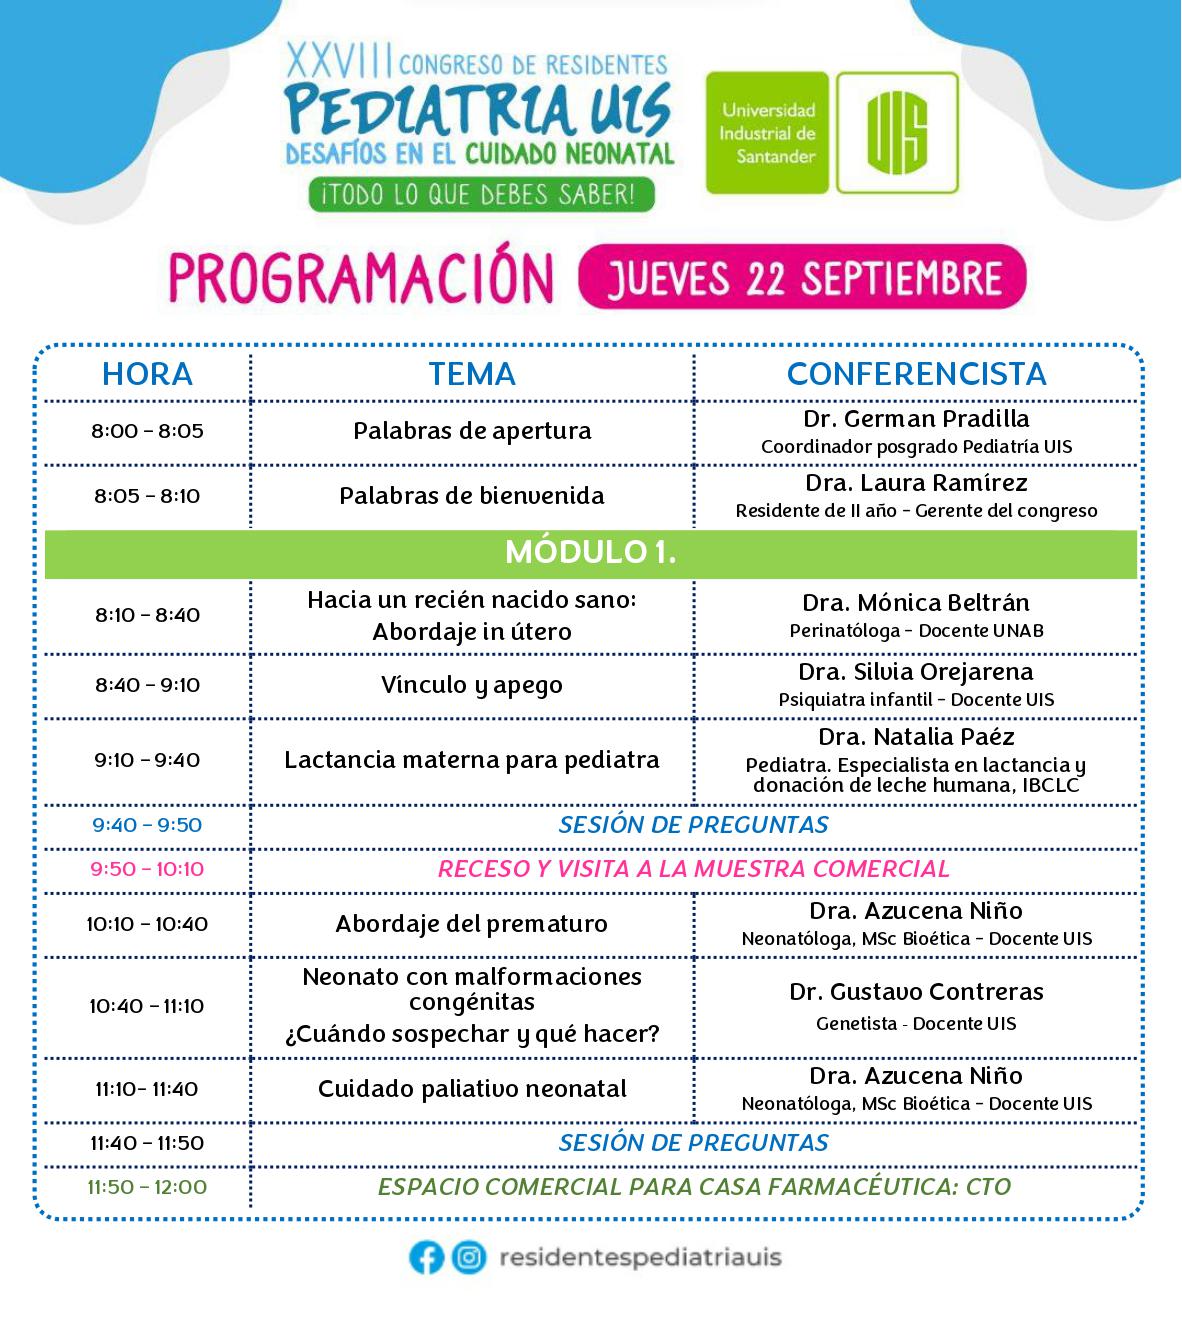 XXVIII CONGRESO DE RESIDENTES
PEDIATRIA UIS
DESAFÍOS EN EL CUIDADO NEONATAL
¡TODO LO QUE DEBES SABER!
Universidad
Industrial de
Santander
UIS
PROGRAMACIÓN JUEVES 22 SEPTIEMBRE
HORA TEMA CONFERENCISTA
8:00 – 8:05 Palabras de apertura Dr. German Pradilla
Coordinador posgrado Pediatría UIS
8:05 – 8:10 Palabras de bienvenida Dra. Laura Ramírez
Residente de II año – Gerente del congreso
MÓDULO 1.
8:10 – 8:40 Hacia un recién nacido sano:
Abordaje in útero
Dra. Mónica Beltrán
Perinatóloga – Docente UNAB
8:40 – 9:10 Vínculo y apego Dra. Silvia Orejarena
Psiquiatra infantil – Docente UIS
9:10 – 9:40 Lactancia materna para pediatra Dra. Natalia Paéz
Pediatra. Especialista en lactancia y
donación de leche humana, IBCLC
9:40 – 9:50 SESIÓN DE PREGUNTAS
9:50 – 10:10 RECESO Y VISITA A LA MUESTRA COMERCIAL
10:10 – 10:40 Abordaje del prematuro Dra. Azucena Niño
Neonatóloga, MSc Bioética – Docente UIS
10:40 – 11:10 Neonato con malformaciones
congénitas
¿Cuándo sospechar y qué hacer?
Dr. Gustavo Contreras
Genetista - Docente UIS
11:10– 11:40 Cuidado paliativo neonatal Dra. Azucena Niño
Neonatóloga, MSc Bioética – Docente UIS
11:40 – 11:50 SESIÓN DE PREGUNTAS
11:50 – 12:00 ESPACIO COMERCIAL PARA CASA FARMACÉUTICA: CTO
residentespediatriauis